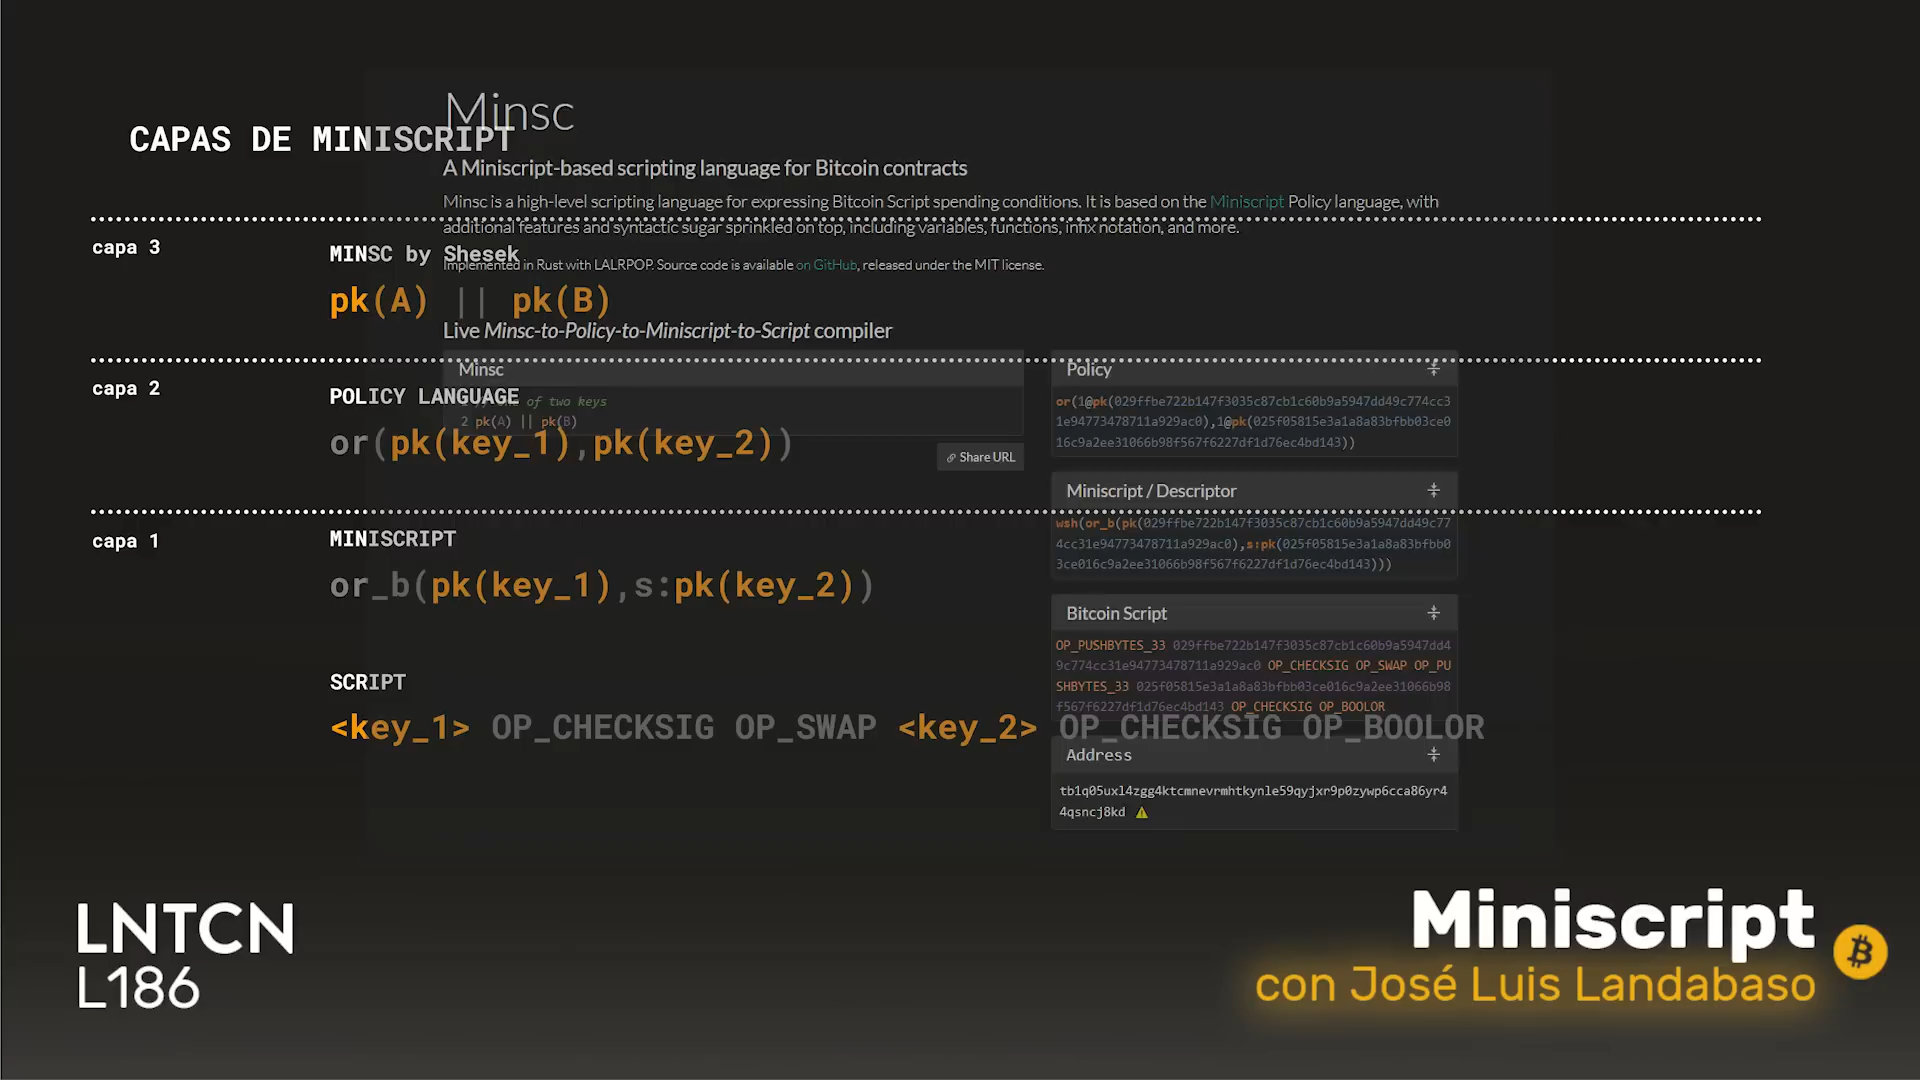 CAPAS DE MINISCRIPT
capa 3
MINSC by Shesek
pk(A) || pk(B)
capa 2
POLICY LANGUAGE
or(pk(key_1),pk(key_2))
capa 1
MINISCRIPT
or_b(pk(key_1),s:pk(key_2))
SCRIPT
<key_1> OP_CHECKSIG OP_SWAP <key_2> OP_CHECKSIG OP_BOOLOR
Minsc
A Miniscript-based scripting language for Bitcoin contracts
Minsc is a high-level scripting language for expressing Bitcoin Script spending conditions. It is based on the Miniscript Policy language, with
additional features and syntactic sugar sprinkled on top, including variables, functions, infix notation, and more.
Implemented in Rust with LALRPOP. Source code is available on GitHub, released under the MIT license.
Live Minsc-to-Policy-to-Miniscript-to-Script compiler
Minsc
of two keys
2 pk(A) || pk(B)
Share URL
Policy
or(1@pk(029ffbe722b147f3035c87cb1c60b9a5947dd49c774cc3
1e94773478711a929ac0),1@pk(025f05815e3a1a8a83bfbb03ce0
16c9a2ee31066b98f567f6227df1d76ec4bd143))
Miniscript / Descriptor
wsh(or_b(pk(029ffbe722b147f3035c87cb1c60b9a5947dd49c77
4cc31e94773478711a929ac0),s:pk(025f05815e3a1a8a83bfbb0
3ce016c9a2ee31066b98f567f6227df1d76ec4bd143)))
Bitcoin Script
OP_PUSHBYTES_33 029ffbe722b147f3035c87cb1c60b9a5947dd4
9c774cc31e94773478711a929ac0 OP_CHECKSIG OP_SWAP OP_PU
SHBYTES_33 025f05815e3a1a8a83bfbb03ce016c9a2ee31066b98
f567f6227df1d76ec4bd143 OP_CHECKSIG OP_BOOLOR
Address
tb1q05uxl4zgg4ktcmnevrmhtkynle59qyjxr9p0zywp6cca86yr4
4qsncj8kd
LNTCN
L186
Miniscript
con José Luis Landabaso